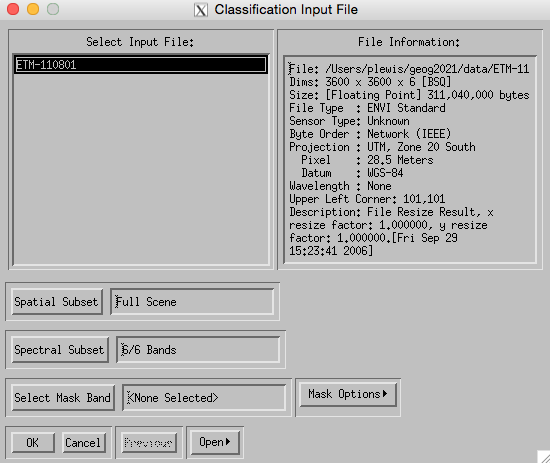 Classification Input File
Select Input File:
ETM-110801
File Information:
File: /Users/plewis/geog2021/data/ETM-11
Dims: 3600 x 3600 x 6 [BSQ]
Size: [Floating Point] 311,040,000 bytes
File Type : ENVI Standard
Sensor Type: Unknown
Byte Order : Network (IEEE)
Projection : UTM, Zone 20 South
Pixel : 28.5 Meters
Datum : WGS-84
Wavelength : None
Upper Left Corner: 101,101
Description: File Resize Result, x
resize factor: 1.000000, y resize
factor: 1.000000.[Fri Sep 29
15:23:41 2006]
Spatial Subset Full Scene
Spectral Subset 6/6 Bands
Select Mask Band <None Selected> Mask Options
OK Cancel Previous Open